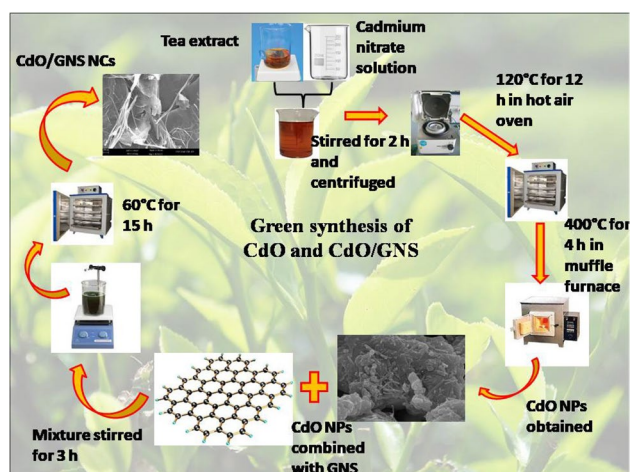 Tea extract
Cadmium
nitrate
solution
CdO/GNS NCs
120°C for 12
h in hot air
oven
Stirred for 2 h
and
centrifuged
60°C for
15 h
Green synthesis of
CdO and CdO/GNS
400°C for
4 h in
muffle
furnace
CdO NPs
obtained
CdO NPs
combined
with GNS
Mixture stirred
for 3 h